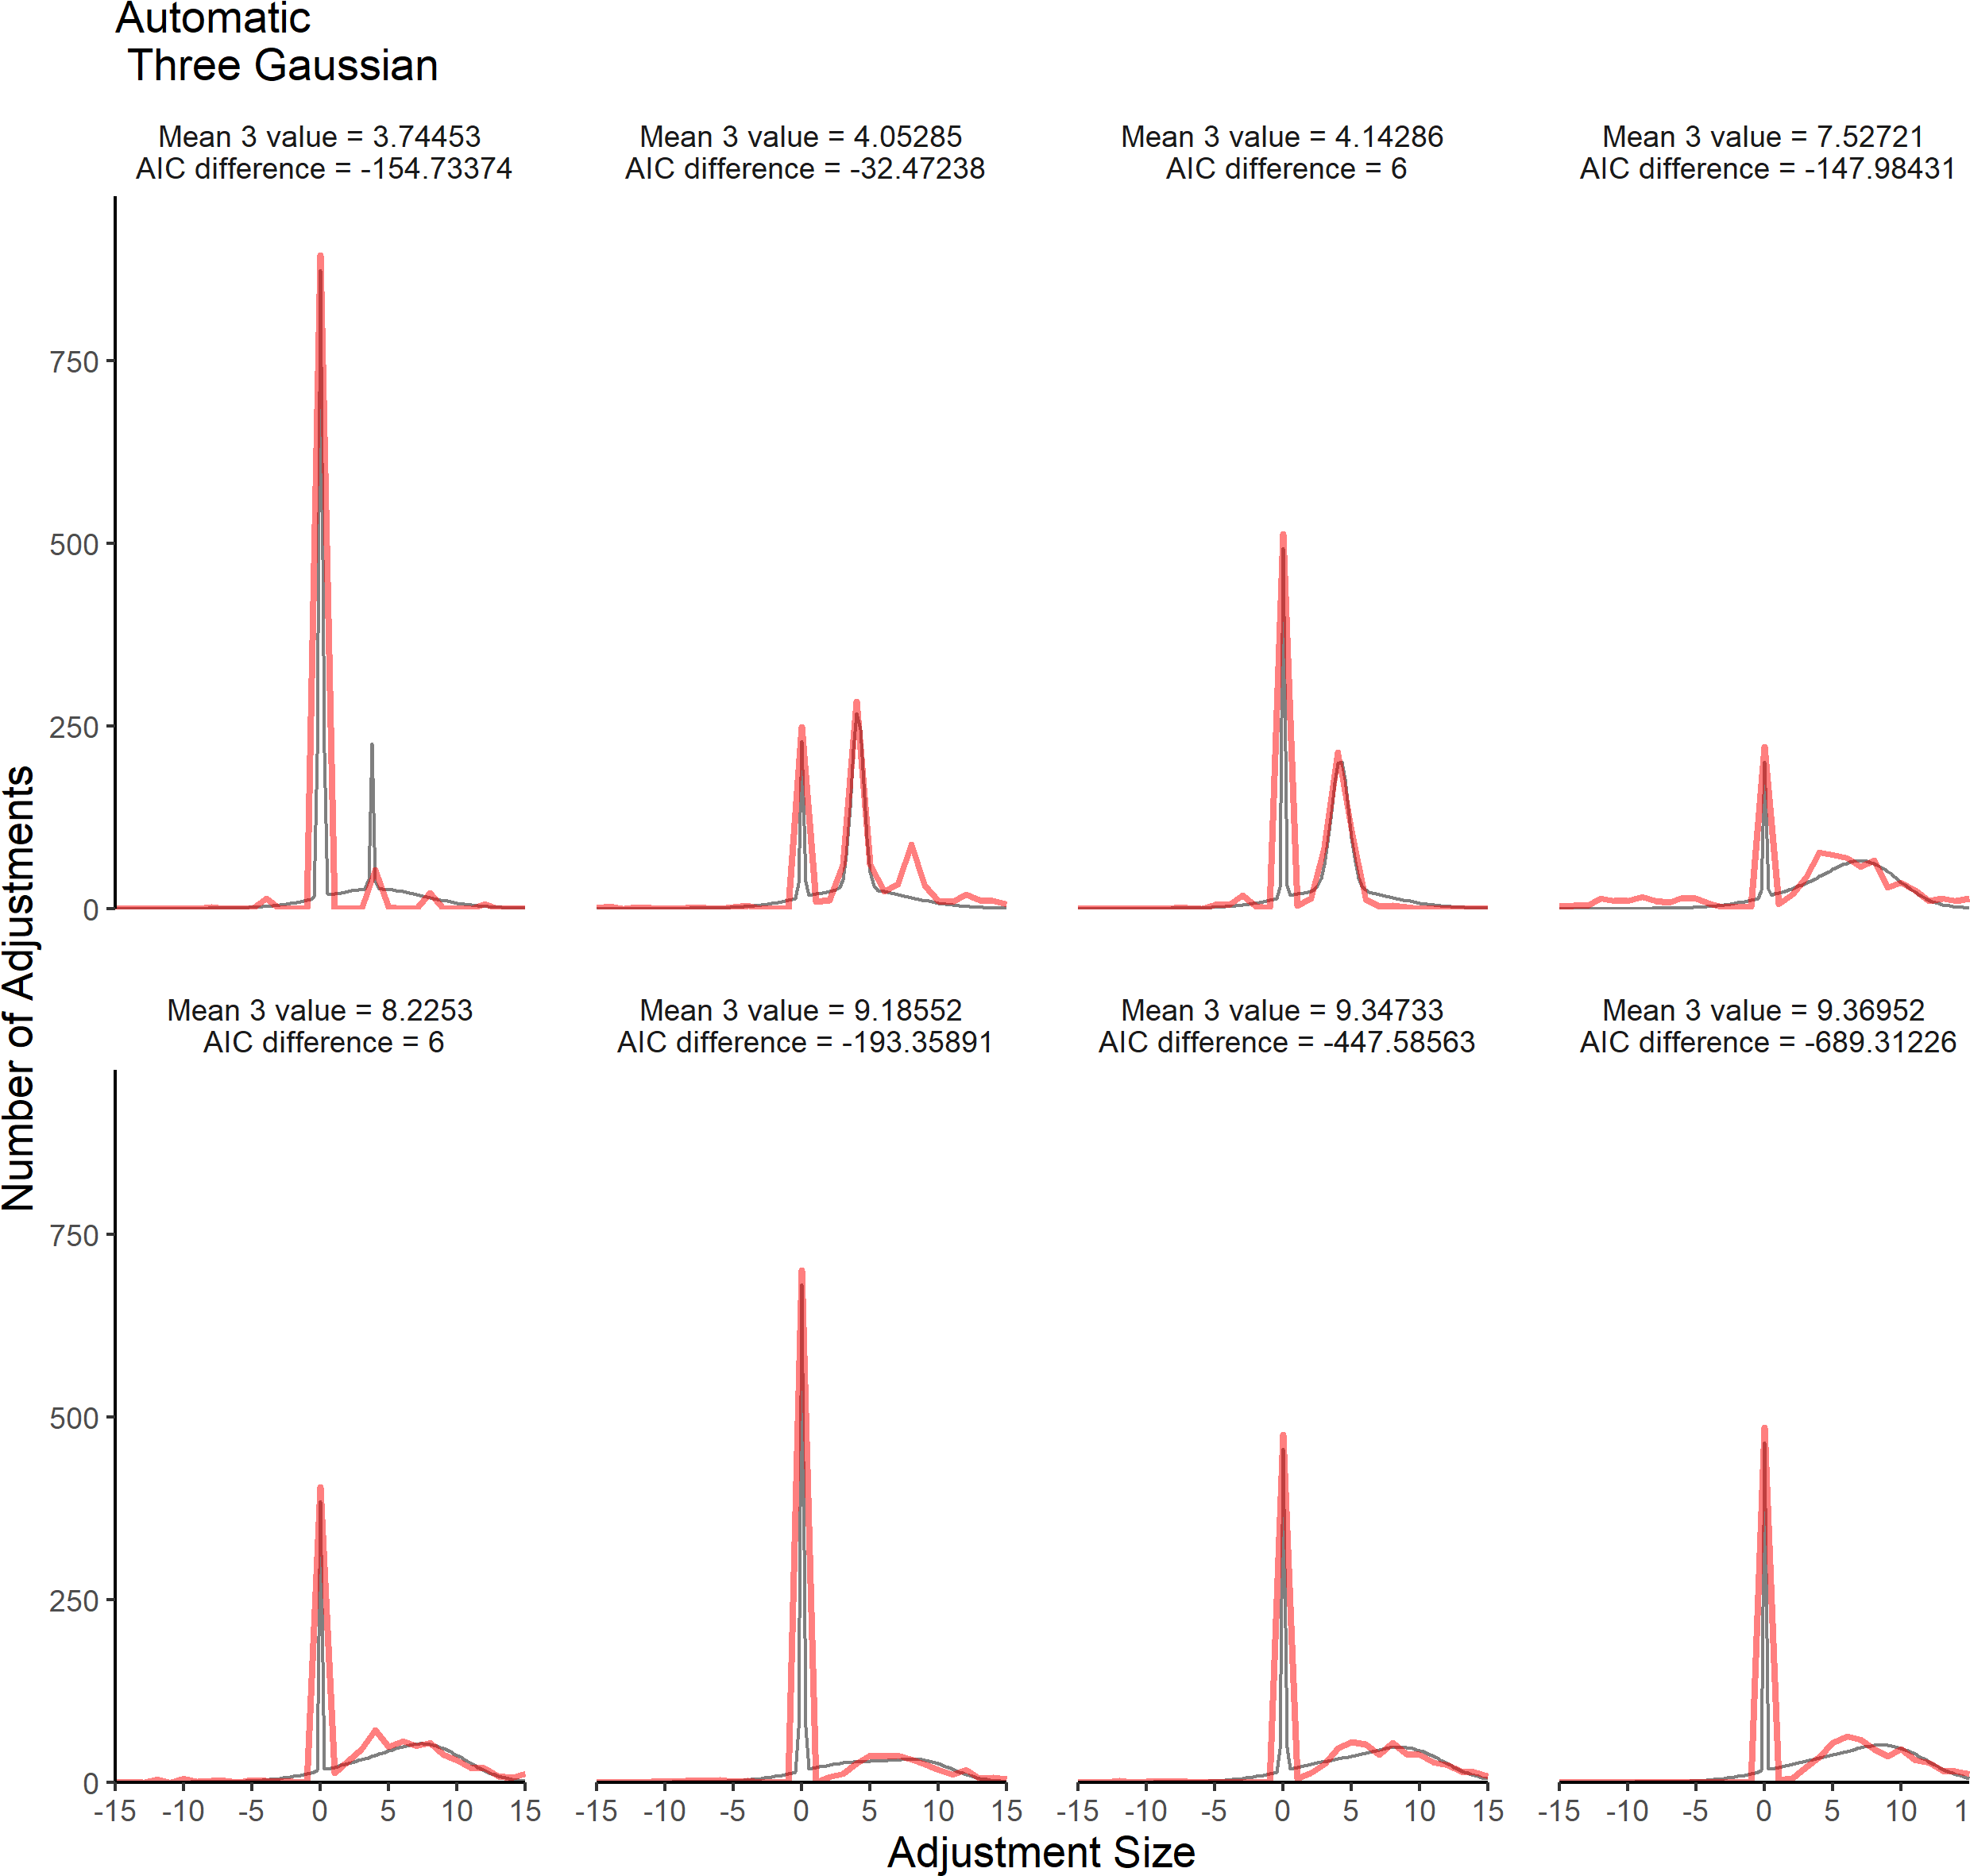 Automatic
Three Gaussian
Mean 3 value = 3.74453
AIC difference = -154.73374
Mean 3 value = 4.05285
AIC difference = -32.47238
Mean 3 value = 4.14286
AIC difference = 6
Mean 3 value = 7.52721
AIC difference = -147.98431
750
500
250
0
Number of Adjustments
Mean 3 value = 8.2253
AIC difference = 6
Mean 3 value = 9.18552
AIC difference = -193.35891
Mean 3 value = 9.34733
AIC difference = -447.58563
Mean 3 value = 9.36952
AIC difference = -689.31226
750
500
250
0
-15 -10 -5 0 5 10 15 -15 -10 -5 0 5 10 15 -15 -10 -5 0 5 10 15 -15 -10 -5 0 5 10 1
Adjustment Size